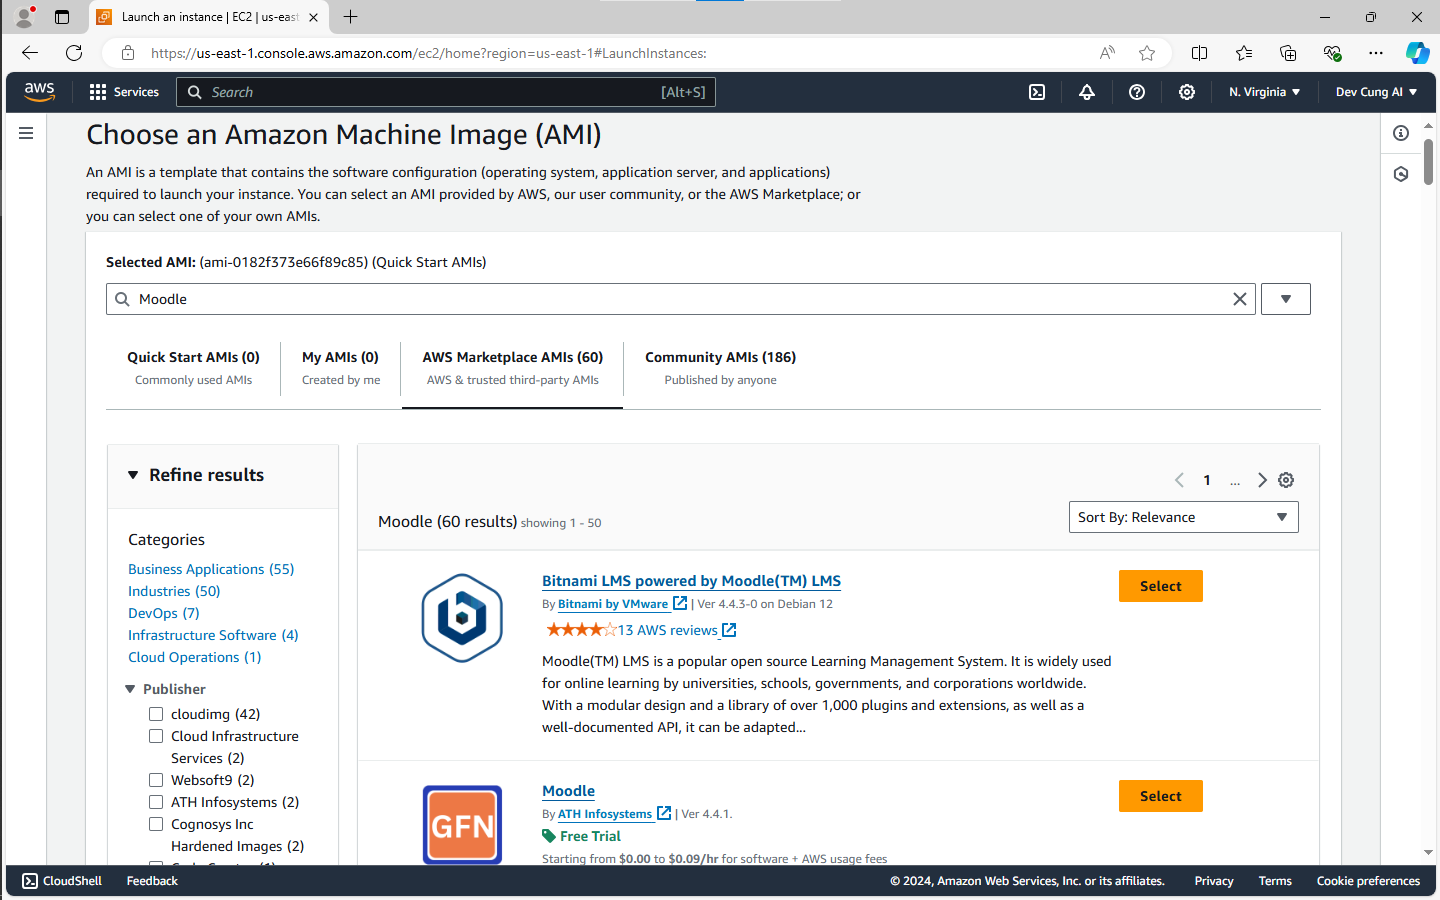 Launch an instance | EC2 | us-east
https://us-east-1.console.aws.amazon.com/ec2/home?region=us-east-1#LaunchInstances:
aws
Services
Search
[Alt+S]
N. Virginia
Dev Cung AI
Choose an Amazon Machine Image (AMI)
An AMI is a template that contains the software configuration (operating system, application server, and applications)
required to launch your instance. You can select an AMI provided by AWS, our user community, or the AWS Marketplace; or
you can select one of your own AMIs.
Selected AMI: (ami-0182f373e66f89c85) (Quick Start AMIs)
Moodle
Quick Start AMIs (0)
Commonly used AMIs
My AMIs (0)
Created by me
AWS Marketplace AMIs (60)
AWS & trusted third-party AMIs
Community AMIs (186)
Published by anyone
Refine results
Categories
Business Applications (55)
Industries (50)
DevOps (7)
Infrastructure Software (4)
Cloud Operations (1)
Publisher
cloudimg (42)
Cloud Infrastructure
Services (2)
Websoft9 (2)
ATH Infosystems (2)
Cognosys Inc
Hardened Images (2)
1 ...
Moodle (60 results) showing 1 - 50
Sort By: Relevance
Bitnami LMS powered by Moodle(TM) LMS
By Bitnami by VMware | Ver 4.4.3-0 on Debian 12
13 AWS reviews
Moodle(TM) LMS is a popular open source Learning Management System. It is widely used
for online learning by universities, schools, governments, and corporations worldwide.
With a modular design and a library of over 1,000 plugins and extensions, as well as a
well-documented API, it can be adapted...
Select
GFN
Moodle
By ATH Infosystems | Ver 4.4.1.
Free Trial
Starting from $0.00 to $0.09/hr for software + AWS usage fees
Select
CloudShell
Feedback
© 2024, Amazon Web Services, Inc. or its affiliates.
Privacy
Terms
Cookie preferences